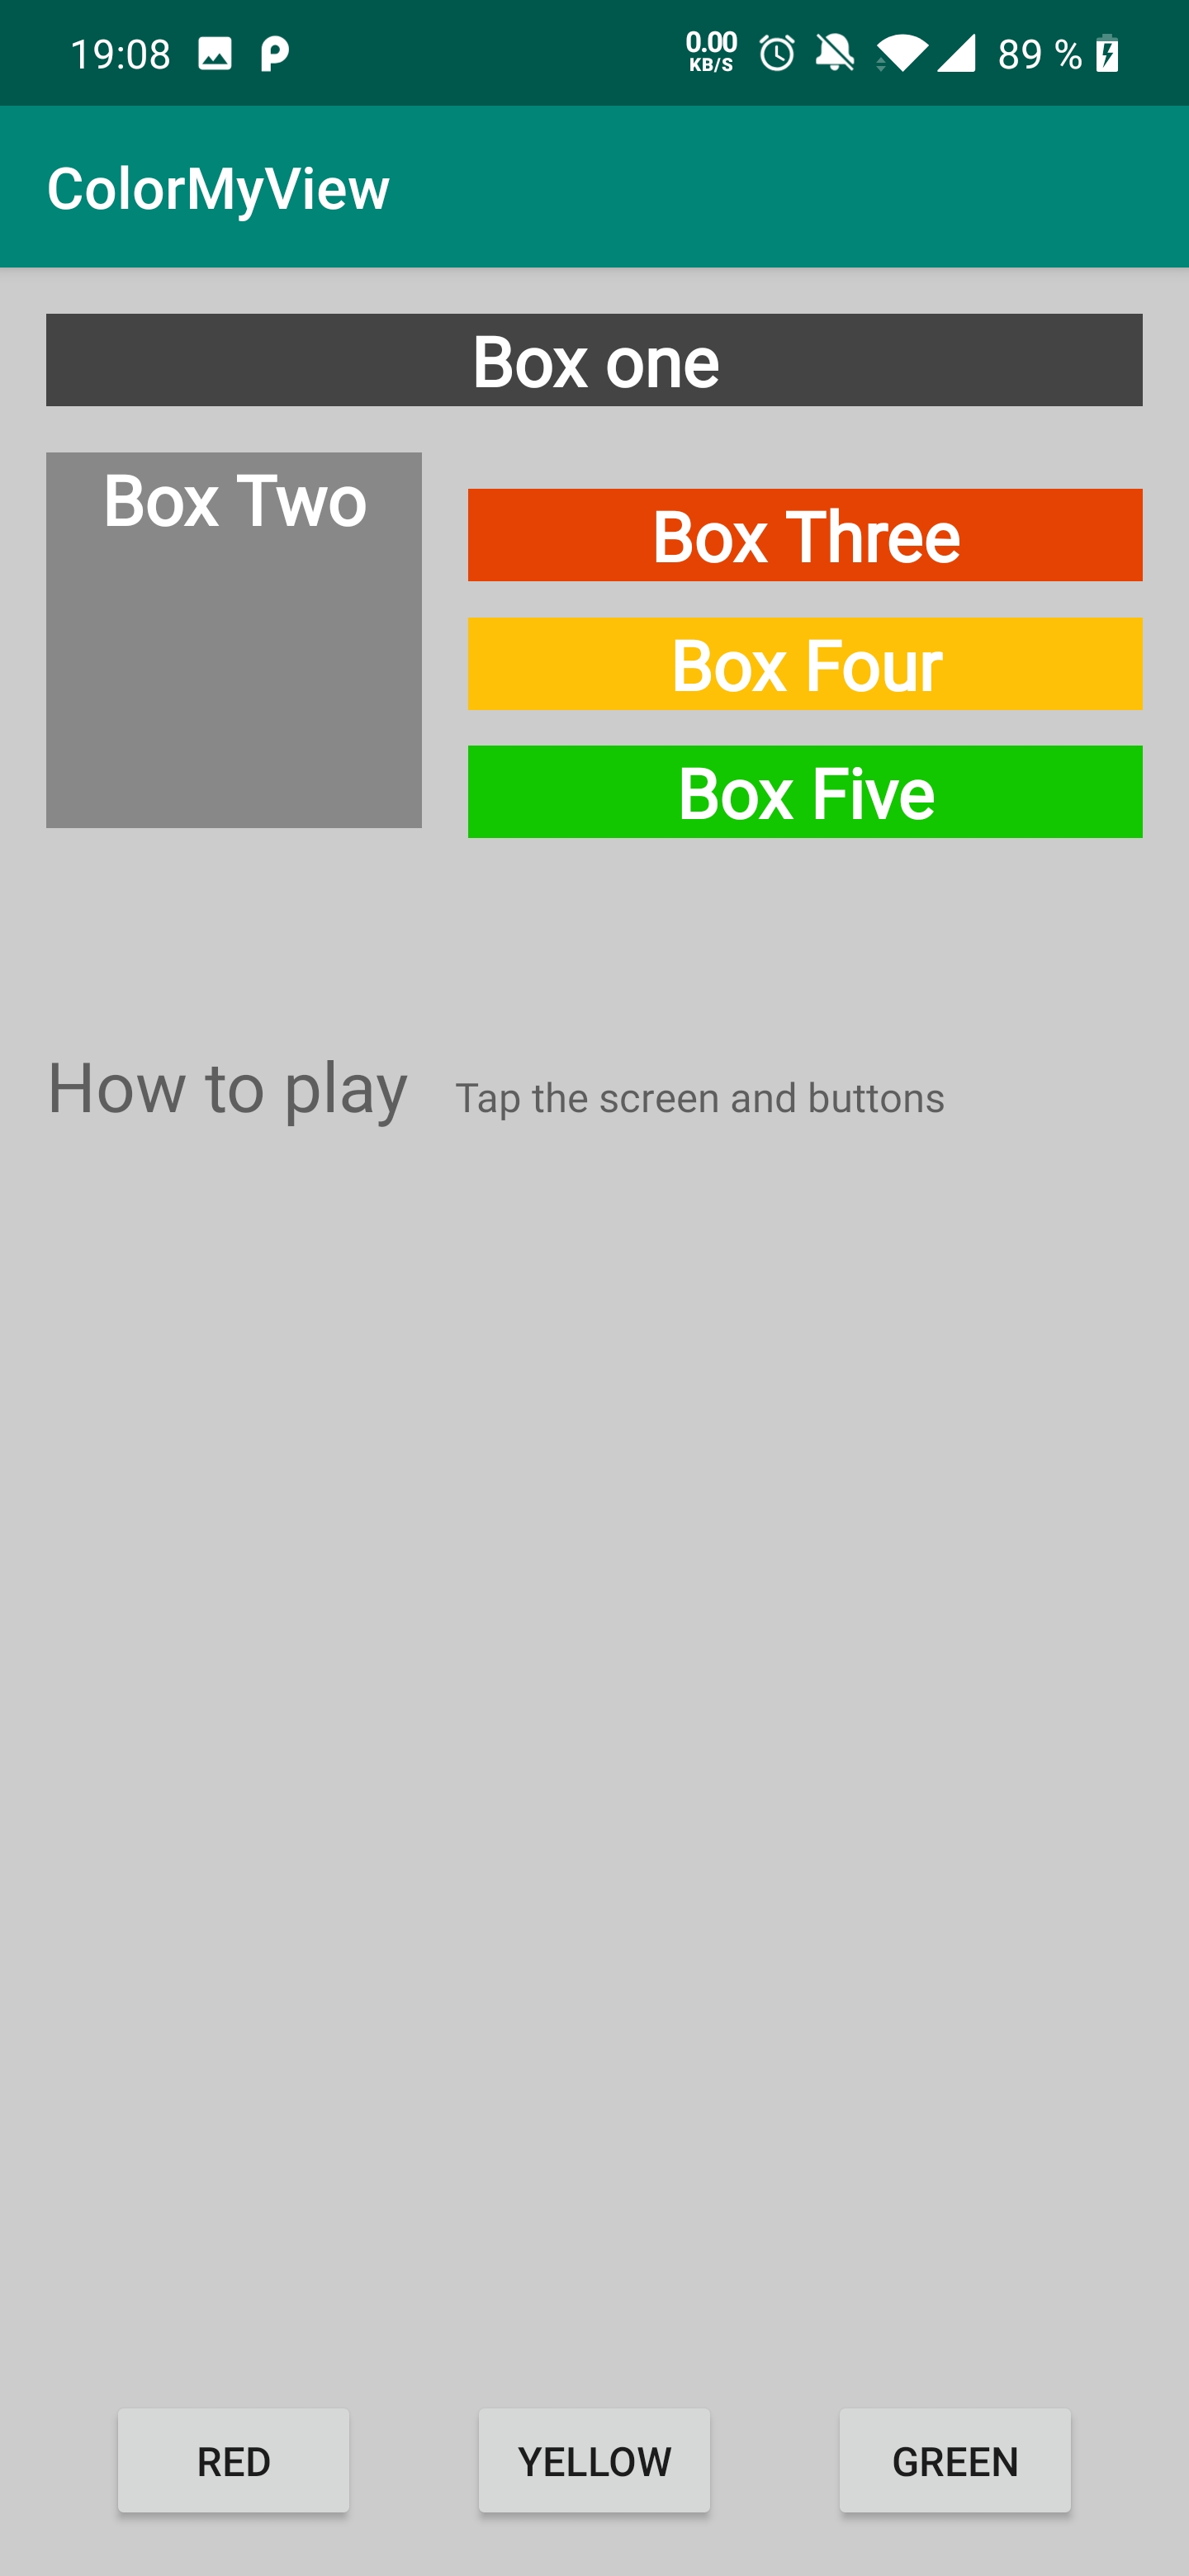 19:08 0.00 KB/S 89 %
ColorMyView
Box one
Box Two
Box Three
Box Four
Box Five
How to play Tap the screen and buttons
RED YELLOW GREEN